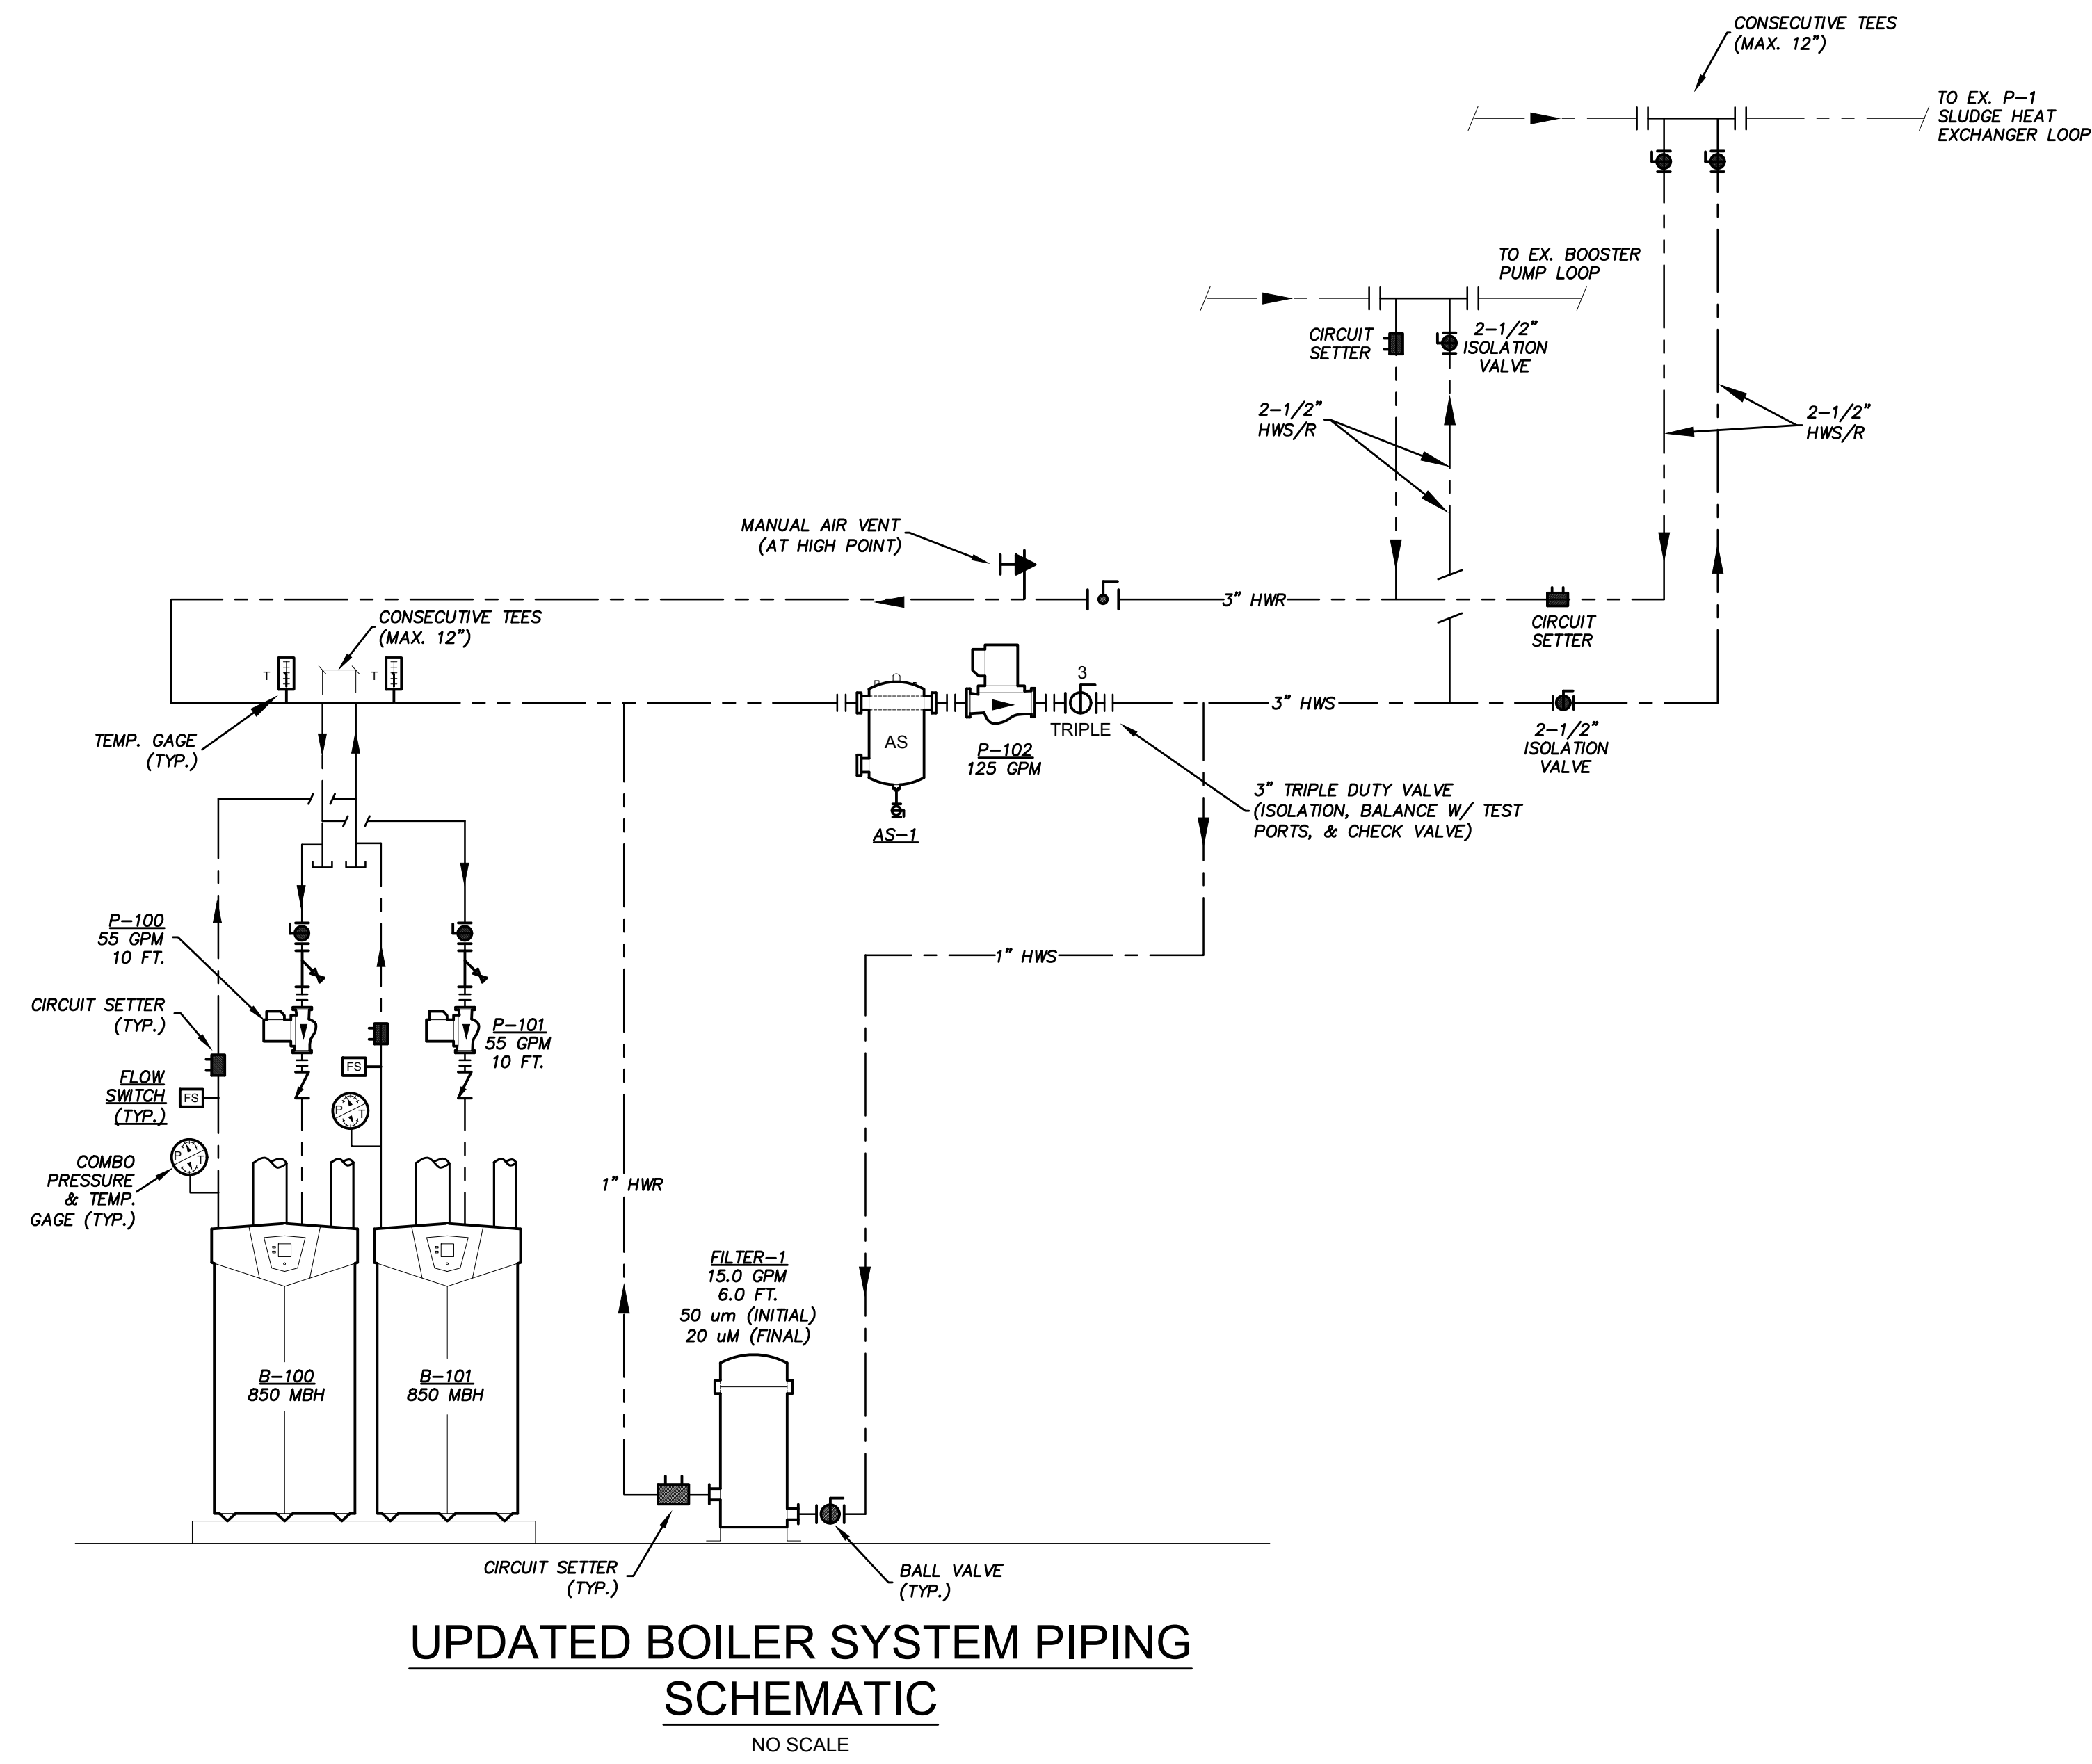 CONSECUTIVE TEES
(MAX. 12")
TO EX. P-1
SLUDGE HEAT
EXCHANGER LOOP
TO EX. BOOSTER
PUMP LOOP
CIRCUIT
SETTER
2-1/2"
ISOLATION
VALVE
2-1/2"
HWS/R
2-1/2"
HWS/R
MANUAL AIR VENT
(AT HIGH POINT)
3" HWR
CIRCUIT
SETTER
CONSECUTIVE TEES
(MAX. 12")
T
T
TEMP. GAGE
(TYP.)
AS
AS-1
P-102
125 GPM
3
TRIPLE
3" HWS
2-1/2"
ISOLATION
VALVE
3" TRIPLE DUTY VALVE
(ISOLATION, BALANCE W/ TEST
PORTS, & CHECK VALVE)
P-100
55 GPM
10 FT.
1" HWS
CIRCUIT SETTER
(TYP.)
P-101
55 GPM
10 FT.
FLOW
SWITCH
(TYP.)
FS
FS
P T
P T
COMBO
PRESSURE
& TEMP.
GAGE (TYP.)
1" HWR
FILTER-1
15.0 GPM
6.0 FT.
50 um (INITIAL)
20 uM (FINAL)
B-100
850 MBH
B-101
850 MBH
CIRCUIT SETTER
(TYP.)
BALL VALVE
(TYP.)
UPDATED BOILER SYSTEM PIPING
SCHEMATIC
NO SCALE